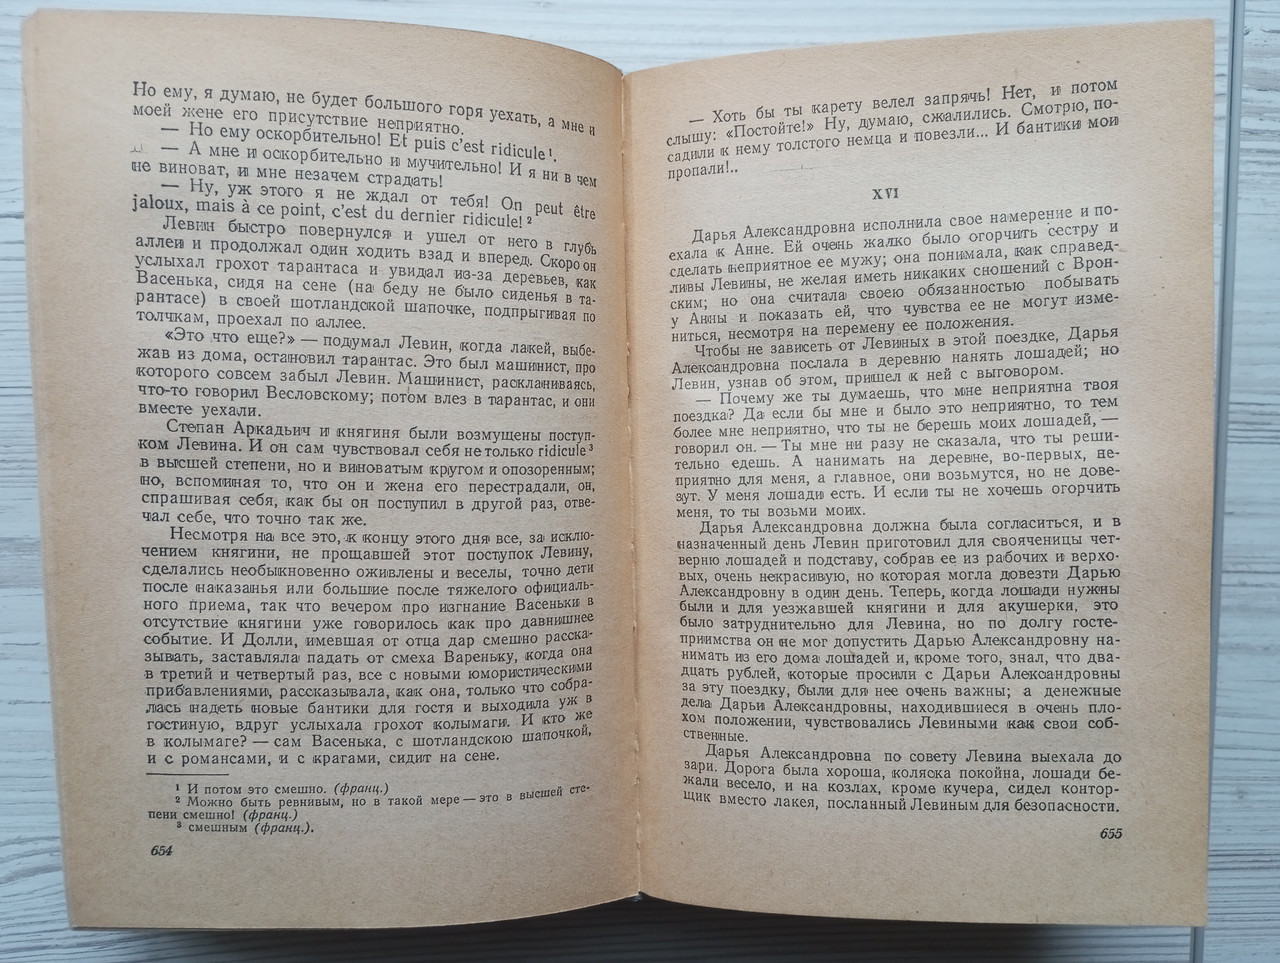 Но ему, я думаю, не будет большого горя уехать, а мне и
моей жене его присутствие неприятно.
— Но ему оскорбительно! Et puis c'est ridicule ¹.
— А мне и оскорбительно и мучительно! И я ни в чем
не виноват, и мне незачем страдать!
— Ну, уж этого я не ждал от тебя! On peut être
jaloux, mais à ce point, c'est du dernier ridicule! ²
Левин быстро повернулся и ушел от него в глубь
аллеи и продолжал один ходить взад и вперед. Скоро он
услыхал грохот тарантаса и увидал из-за деревьев, как
Васенька, сидя на сене (на беду не было сиденья в та-
рантасе) в своей шотландской шапочке, подпрыгивая по
толчкам, проехал по аллее.
«Это что еще?» — подумал Левин, когда лакей, выбе-
жав из дома, остановил тарантас. Это был машинист, про
которого совсем забыл Левин. Машинист, раскланиваясь,
что-то говорил Весловскому; потом влез в тарантас, и они
вместе уехали.
Степан Аркадьич и княгиня были возмущены поступ-
ком Левина. И он сам чувствовал себя не только ridicule ³
в высшей степени, но и виноватым кругом и опозоренным;
но, вспоминая то, что он и жена его перестрадали, он,
спрашивая себя, как бы он поступил в другой раз, отве-
чал себе, что точно так же.
Несмотря на все это, к концу этого дня все, за исклю-
чением княгини, не прощавшей этот поступок Левину,
сделались необыкновенно оживлены и веселы, точно дети
после наказанья или большие после тяжелого официаль-
ного приема, так что вечером про изгнание Васеньки в
отсутствие княгини уже говорилось как про давнишнее
событие. И Долли, имевшая от отца дар смешно расска-
зывать, заставляла падать от смеха Вареньку, когда она
в третий и четвертый раз, все с новыми юмористическими
прибавлениями, рассказывала, как она, только что собра-
лась надеть новые бантики для гостя и выходила уж в
гостиную, вдруг услыхала грохот колымаги. И кто же
в колымаге? — сам Васенька, с шотландскою шапочкой,
и с романсами, и с крагами, сидит на сене.
¹ И потом это смешно. (франц.)
² Можно быть ревнивым, но в такой мере — это в высшей сте-
пени смешно! (франц.)
³ смешным (франц.).
654
— Хоть бы ты карету велел запрячь! Нет, и потом
слышу: «Постойте!» Ну, думаю, сжалились. Смотрю, по-
садили к нему толстого немца и повезли... И бантики мои
пропали!..
XVI
Дарья Александровна исполнила свое намерение и по-
ехала к Анне. Ей очень жалко было огорчить сестру и
сделать неприятное ее мужу; она понимала, как справед-
ливы Левины, не желая иметь никаких сношений с Врон-
ским; но она считала своею обязанностью побывать
у Анны и показать ей, что чувства ее не могут изме-
ниться, несмотря на перемену ее положения.
Чтобы не зависеть от Левиных в этой поездке, Дарья
Александровна послала в деревню нанять лошадей; но
Левин, узнав об этом, пришел к ней с выговором.
— Почему же ты думаешь, что мне неприятна твоя
поездка? Да если бы мне и было это неприятно, то тем
более мне неприятно, что ты не берешь моих лошадей, —
говорил он. — Ты мне ни разу не сказала, что ты реши-
тельно едешь. А нанимать на деревне, во-первых, не-
приятно для меня, а главное, они возьмутся, но не дове-
зут. У меня лошади есть. И если ты не хочешь огорчить
меня, то ты возьми моих.
Дарья Александровна должна была согласиться, и в
назначенный день Левин приготовил для свояченицы чет-
верню лошадей и подставу, собрав ее из рабочих и верхо-
вых, очень некрасивую, но которая могла довезти Дарью
Александровну в один день. Теперь, когда лошади нужны
были и для уезжавшей княгини и для акушерки, это
было затруднительно для Левина, но по долгу госте-
приимства он не мог допустить Дарью Александровну на-
нимать из его дома лошадей и, кроме того, знал, что два-
дцать рублей, которые просили с Дарьи Александровны
за эту поездку, были для нее очень важны; а денежные
дела Дарьи Александровны, находившиеся в очень пло-
хом положении, чувствовались Левиными как свои соб-
ственные.
Дарья Александровна по совету Левина выехала до
зари. Дорога была хороша, коляска покойна, лошади бе-
жали весело, и на козлах, кроме кучера, сидел контор-
щик вместо лакея, посланный Левиным для безопасности.
655